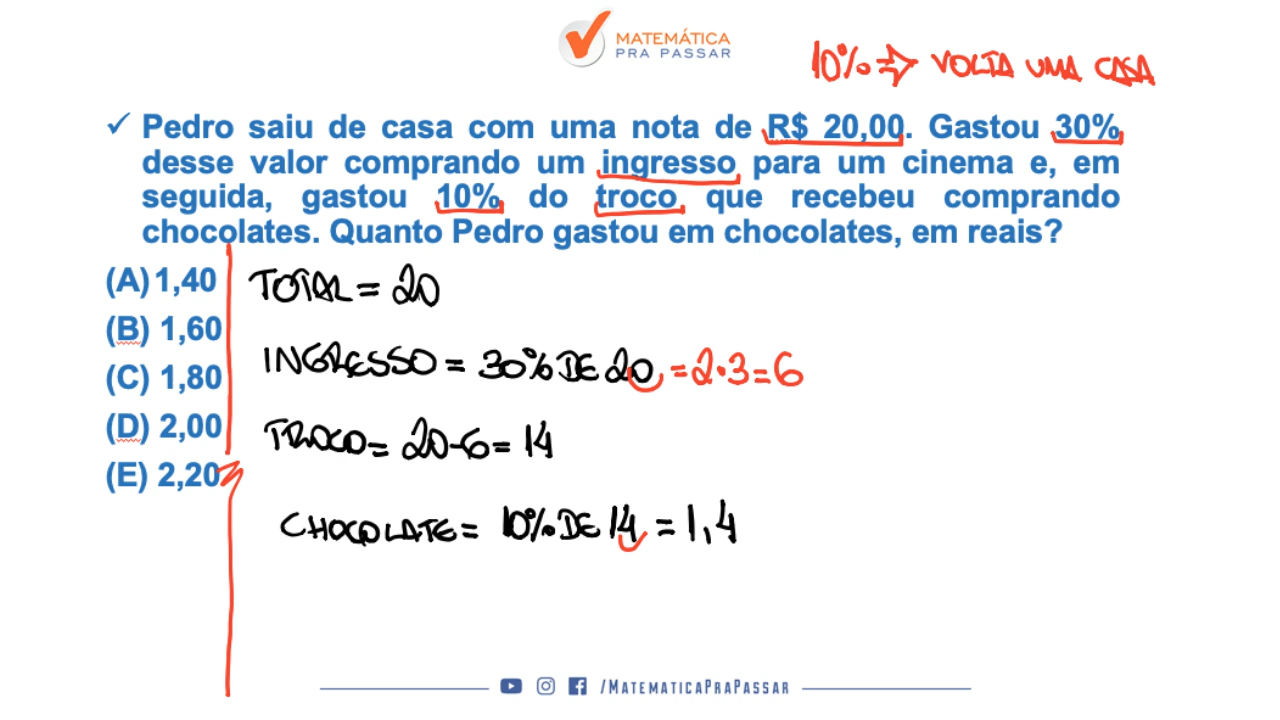 MATEMÁTICA
PRA PASSAR
10% => VOLTA UMA CASA
✓ Pedro saiu de casa com uma nota de R$ 20,00. Gastou 30%
desse valor comprando um ingresso para um cinema e, em
seguida, gastou 10% do troco que recebeu comprando
chocolates. Quanto Pedro gastou em chocolates, em reais?
(A) 1,40
(B) 1,60
(C) 1,80
(D) 2,00
(E) 2,20
TOTAL = 20
INGRESSO = 30% DE 20 = 2·3 = 6
TROCO = 20-6 = 14
CHOCOLATE = 10% DE 14 = 1,4
/MATEMATICAPRAPASSAR